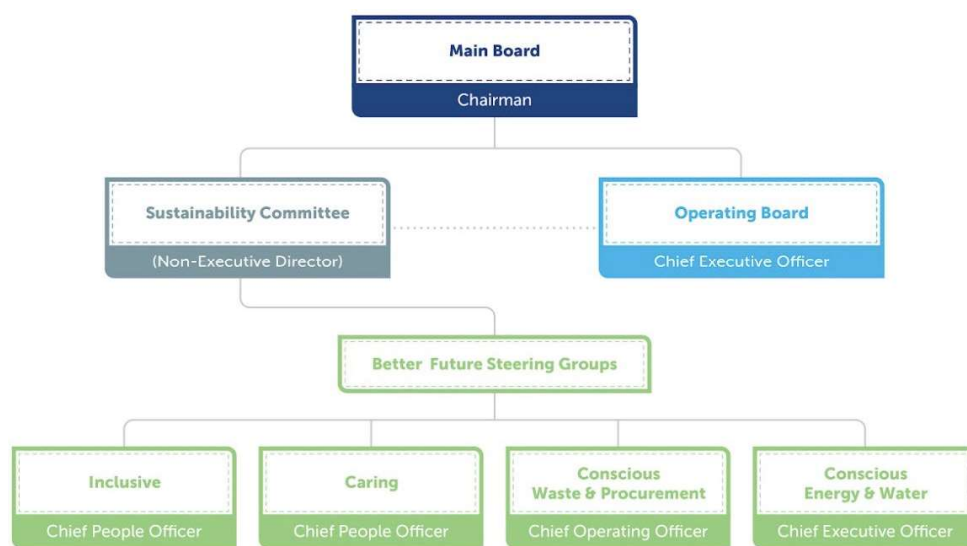 Main Board
Chairman
Sustainability Committee
(Non-Executive Director)
Operating Board
Chief Executive Officer
Better Future Steering Groups
Inclusive
Chief People Officer
Caring
Chief People Officer
Conscious
Waste & Procurement
Chief Operating Officer
Conscious
Energy & Water
Chief Executive Officer